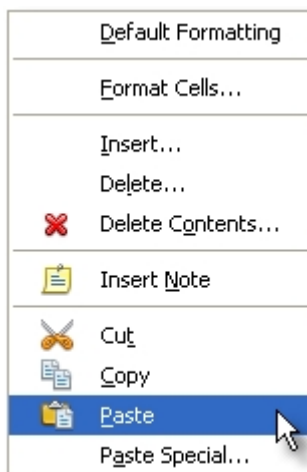 Default Formatting
Format Cells...
Insert...
Delete...
Delete Contents...
Insert Note
Cut
Copy
Paste
Paste Special...